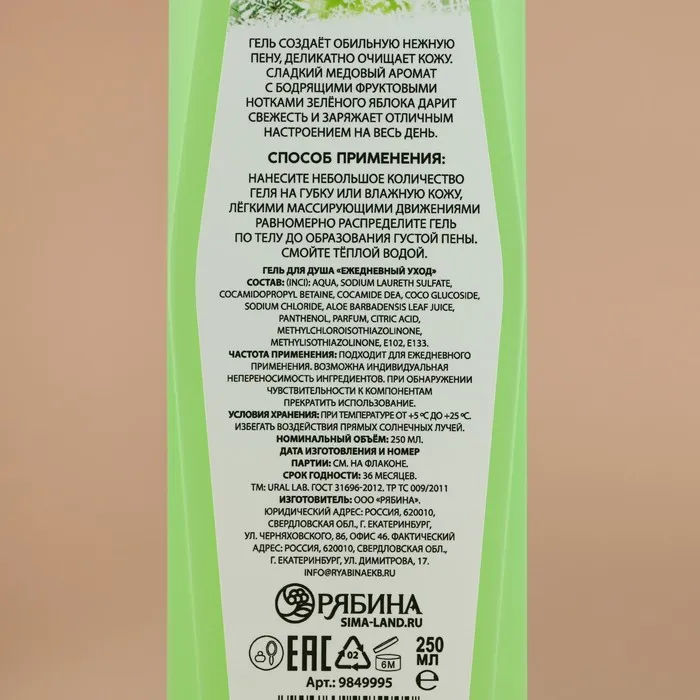 ГЕЛЬ СОЗДАЁТ ОБИЛЬНУЮ НЕЖНУЮ
ПЕНУ, ДЕЛИКАТНО ОЧИЩАЕТ КОЖУ.
СЛАДКИЙ МЕДОВЫЙ АРОМАТ
С БОДРЯЩИМИ ФРУКТОВЫМИ
НОТКАМИ ЗЕЛЁНОГО ЯБЛОКА ДАРИТ
СВЕЖЕСТЬ И ЗАРЯЖАЕТ ОТЛИЧНЫМ
НАСТРОЕНИЕМ НА ВЕСЬ ДЕНЬ.
СПОСОБ ПРИМЕНЕНИЯ:
НАНЕСИТЕ НЕБОЛЬШОЕ КОЛИЧЕСТВО
ГЕЛЯ НА ГУБКУ ИЛИ ВЛАЖНУЮ КОЖУ,
ЛЁГКИМИ МАССИРУЮЩИМИ ДВИЖЕНИЯМИ
РАВНОМЕРНО РАСПРЕДЕЛИТЕ ГЕЛЬ
ПО ТЕЛУ ДО ОБРАЗОВАНИЯ ГУСТОЙ ПЕНЫ.
СМОЙТЕ ТЁПЛОЙ ВОДОЙ.
ГЕЛЬ ДЛЯ ДУША «ЕЖЕДНЕВНЫЙ УХОД»
СОСТАВ: (INCI): AQUA, SODIUM LAURETH SULFATE,
COCAMIDOPROPYL BETAINE, COCAMIDE DEA, COCO GLUCOSIDE,
SODIUM CHLORIDE, ALOE BARBADENSIS LEAF JUICE,
PANTHENOL, PARFUM, CITRIC ACID,
METHYLCHLOROISOTHIAZOLINONE,
METHYLISOTHIAZOLINONE, E102, E133.
ЧАСТОТА ПРИМЕНЕНИЯ: ПОДХОДИТ ДЛЯ ЕЖЕДНЕВНОГО
ПРИМЕНЕНИЯ. ВОЗМОЖНА ИНДИВИДУАЛЬНАЯ
НЕПЕРЕНОСИМОСТЬ ИНГРЕДИЕНТОВ. ПРИ ОБНАРУЖЕНИИ
ЧУВСТВИТЕЛЬНОСТИ К КОМПОНЕНТАМ
ПРЕКРАТИТЬ ИСПОЛЬЗОВАНИЕ.
УСЛОВИЯ ХРАНЕНИЯ: ПРИ ТЕМПЕРАТУРЕ ОТ +5 ºC ДО +25 ºC.
ИЗБЕГАТЬ ВОЗДЕЙСТВИЯ ПРЯМЫХ СОЛНЕЧНЫХ ЛУЧЕЙ.
НОМИНАЛЬНЫЙ ОБЪЁМ: 250 МЛ.
ДАТА ИЗГОТОВЛЕНИЯ И НОМЕР
ПАРТИИ: СМ. НА ФЛАКОНЕ.
СРОК ГОДНОСТИ: 36 МЕСЯЦЕВ.
TM: URAL LAB. ГОСТ 31696-2012. ТР ТС 009/2011
ИЗГОТОВИТЕЛЬ: ООО «РЯБИНА».
ЮРИДИЧЕСКИЙ АДРЕС: РОССИЯ, 620010,
СВЕРДЛОВСКАЯ ОБЛ., Г. ЕКАТЕРИНБУРГ,
УЛ. ЧЕРНЯХОВСКОГО, 86, ОФИС 46. ФАКТИЧЕСКИЙ
АДРЕС: РОССИЯ, 620010, СВЕРДЛОВСКАЯ ОБЛ.,
Г. ЕКАТЕРИНБУРГ, УЛ. ДИМИТРОВА, 17.
INFO@RYABINAEKB.RU
РЯБИНА
SIMA-LAND.RU
EAC 02 6M 250 МЛ e
Арт.: 9849995